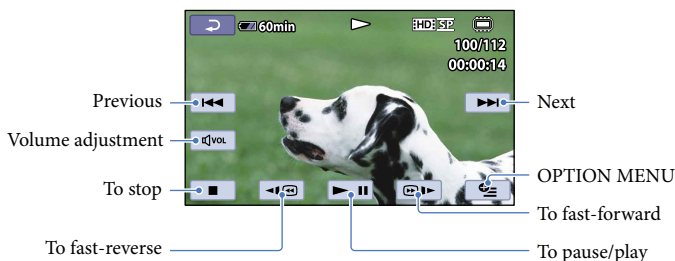 60min
HD SP
100/112
00:00:14
Previous
Next
VOL
Volume adjustment
To stop
OPTION MENU
To fast-forward
To fast-reverse
To pause/play